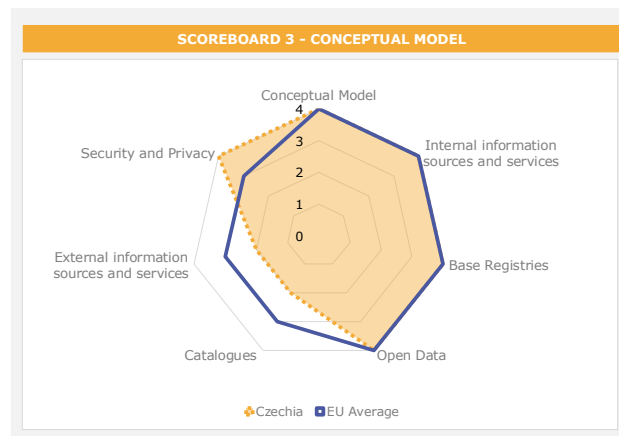 SCOREBOARD 3 - CONCEPTUAL MODEL
Conceptual Model
4
Internal information
sources and services
Security and Privacy
3
2
1
0
External information
sources and services
Base Registries
Catalogues
Open Data
Czechia
EU Average